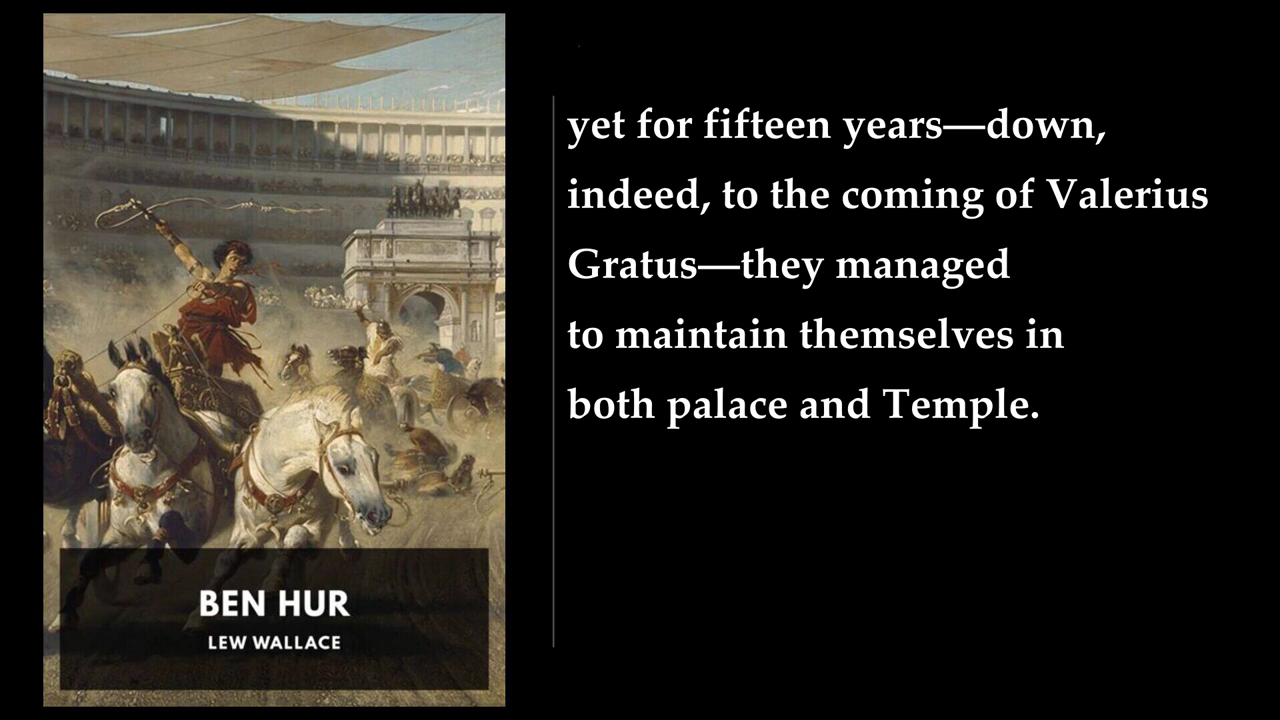 yet for fifteen years—down,
indeed, to the coming of Valerius
Gratus—they managed
to maintain themselves in
both palace and Temple.
BEN HUR
LEW WALLACE